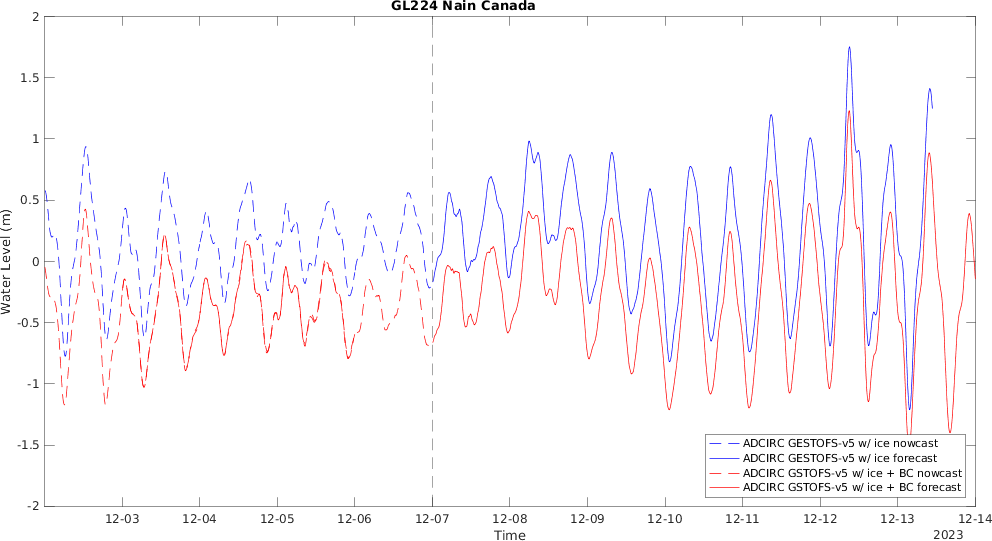 GL224 Nain Canada
2
1.5
1
0.5
0
-0.5
-1
-1.5
-2
Water Level (m)
ADCIRC GESTOFS-v5 w/ ice nowcast
ADCIRC GESTOFS-v5 w/ ice forecast
ADCIRC GSTOFS-v5 w/ ice + BC nowcast
ADCIRC GSTOFS-v5 w/ ice + BC forecast
12-03 12-04 12-05 12-06 12-07 12-08 12-09 12-10 12-11 12-12 12-13 12-14
Time
2023